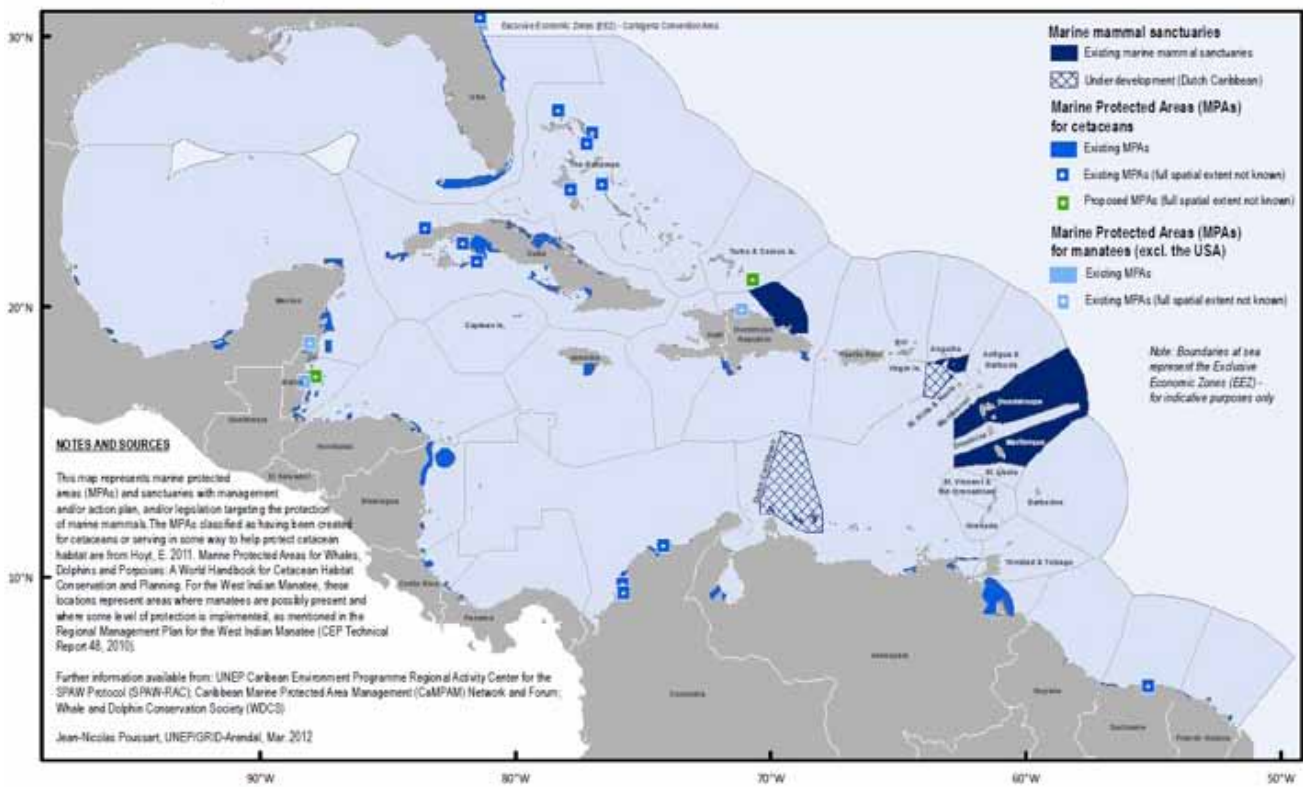 Exclusive Economic Zones (EEZ) - Cartagena Convention Area
30°N
20°N
10°N
90°W
80°W
70°W
60°W
50°W
Marine mammal sanctuaries
Existing marine mammal sanctuaries
Under development (Dutch Caribbean)
Marine Protected Areas (MPAs)
for cetaceans
Existing MPAs
Existing MPAs (full spatial extent not known)
Proposed MPAs (full spatial extent not known)
Marine Protected Areas (MPAs)
for manatees (excl. the USA)
Existing MPAs
Existing MPAs (full spatial extent not known)
Note: Boundaries at sea
represent the Exclusive
Economic Zones (EEZ) -
for indicative purposes only
USA
The Bahamas
Cuba
Turks & Caicos Is.
Mexico
Cayman Is.
Jamaica
Haiti
Dominican
Republic
Puerto Rico
Virgin Is.
Anguilla
Antigua &
Barbuda
Guadeloupe
Martinique
St. Lucia
St. Vincent &
the Grenadines
Barbados
Grenada
Trinidad & Tobago
Belize
Guatemala
Honduras
El Salvador
Nicaragua
Costa Rica
Panama
Colombia
Venezuela
Guyana
Suriname
French Guiana
NOTES AND SOURCES
This map represents marine protected
areas (MPAs) and sanctuaries with management
and/or action plan, and/or legislation targeting the protection
of marine mammals. The MPAs classified as having been created
for cetaceans or serving in some way to help protect cetacean
habitat are from Hoyt, E. 2011. Marine Protected Areas for Whales,
Dolphins and Porpoises: A World Handbook for Cetacean Habitat
Conservation and Planning. For the West Indian Manatee, these
locations represent areas where manatees are possibly present and
where some level of protection is implemented, as mentioned in the
Regional Management Plan for the West Indian Manatee (CEP Technical
Report 48, 2010).
Further information available from: UNEP Caribean Environment Programme Regional Activity Center for the
SPAW Protocol (SPAW-RAC); Caribbean Marine Protected Area Management (CaMPAM) Network and Forum;
Whale and Dolphin Conservation Society (WDCS)
Jean-Nicolas Poussart, UNEP/GRID-Arendal, Mar. 2012